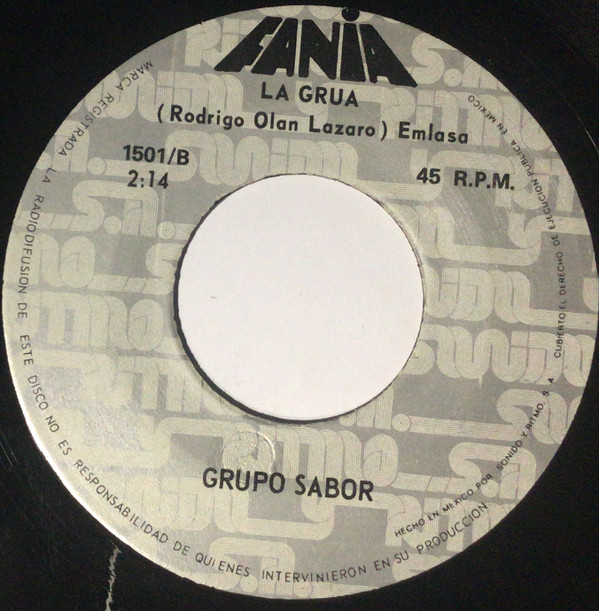 FANIA
LA GRUA
(Rodrigo Olan Lazaro) Emlasa
1501/B
2:14
45 R.P.M.
GRUPO SABOR
MARCA REGISTRADA LA RADIODIFUSION DE ESTE DISCO NO ES RESPONSABILIDAD DE QUIENES INTERVINIERON EN SU PRODUCCION
HECHO EN MEXICO POR SONIDO Y RITMO, S A CUBIERTO EL DERECHO DE EJECUCION PUBLICA EN MEXICO